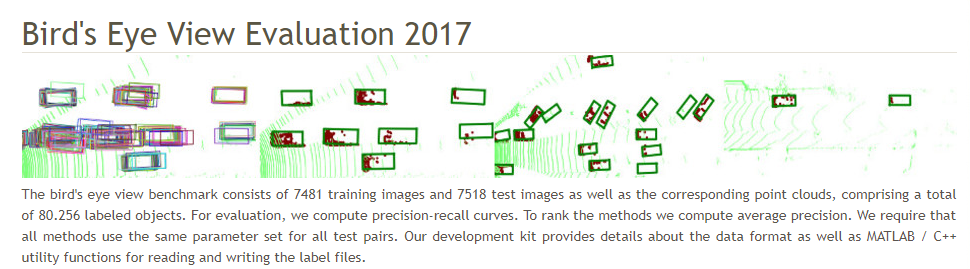 Bird's Eye View Evaluation 2017
The bird's eye view benchmark consists of 7481 training images and 7518 test images as well as the corresponding point clouds, comprising a total
of 80.256 labeled objects. For evaluation, we compute precision-recall curves. To rank the methods we compute average precision. We require that
all methods use the same parameter set for all test pairs. Our development kit provides details about the data format as well as MATLAB / C++
utility functions for reading and writing the label files.